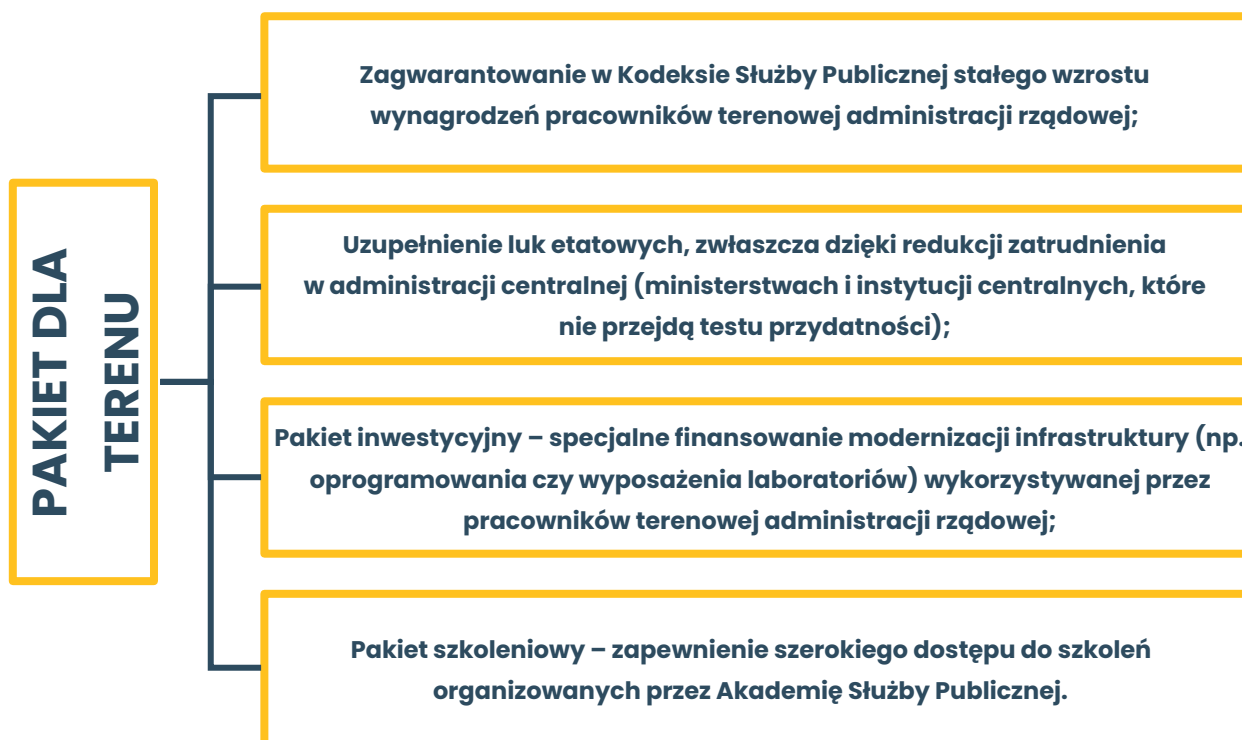 PAKIET DLA
TERENU
Zagwarantowanie w Kodeksie Służby Publicznej stałego wzrostu
wynagrodzeń pracowników terenowej administracji rządowej;
Uzupełnienie luk etatowych, zwłaszcza dzięki redukcji zatrudnienia
w administracji centralnej (ministerstwach i instytucji centralnych, które
nie przejdą testu przydatności);
Pakiet inwestycyjny – specjalne finansowanie modernizacji infrastruktury (np.
oprogramowania czy wyposażenia laboratoriów) wykorzystywanej przez
pracowników terenowej administracji rządowej;
Pakiet szkoleniowy – zapewnienie szerokiego dostępu do szkoleń
organizowanych przez Akademię Służby Publicznej.